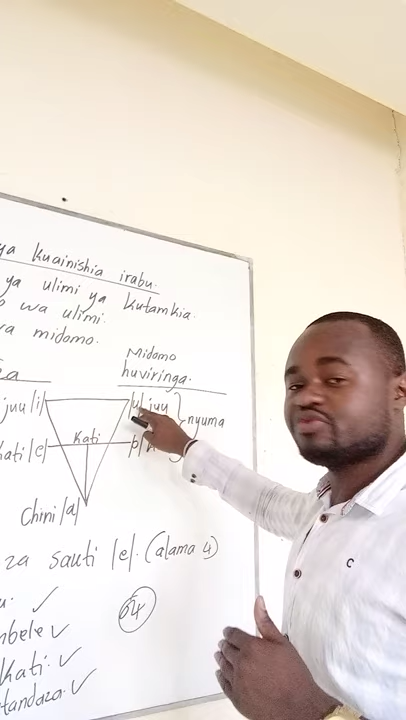 ya kuainishia irabu.
ya ulimi ya kutamkia.
wa ulimi.
midomo.
Midomo
huviringa.
juu |i| |u| juu } nyuma
|e| Kati
Chini |a|
za sauti |e|. (alama 4)
04
✓
mbele ✓
Kati. ✓
tandaza. ✓
C